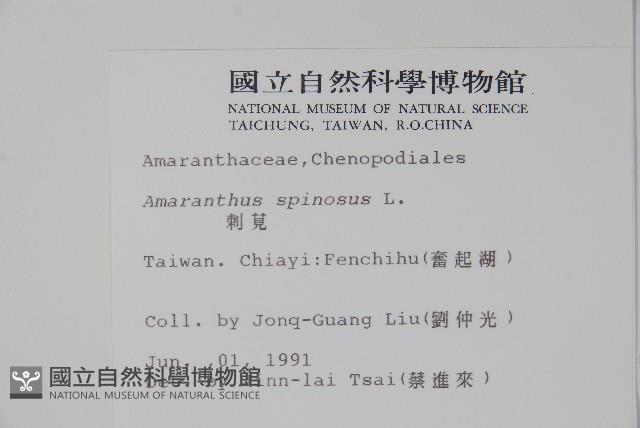 國立自然科學博物館
NATIONAL MUSEUM OF NATURAL SCIENCE
TAICHUNG, TAIWAN, R.O.CHINA
Amaranthaceae,Chenopodiales
Amaranthus spinosus L.
刺莧
Taiwan. Chiayi:Fenchihu(奮起湖)
Coll. by Jonq-Guang Liu(劉仲光)
Jun. ,01, 1991
Tsai(蔡進來)
國立自然科學博物館
NATIONAL MUSEUM OF NATURAL SCIENCE